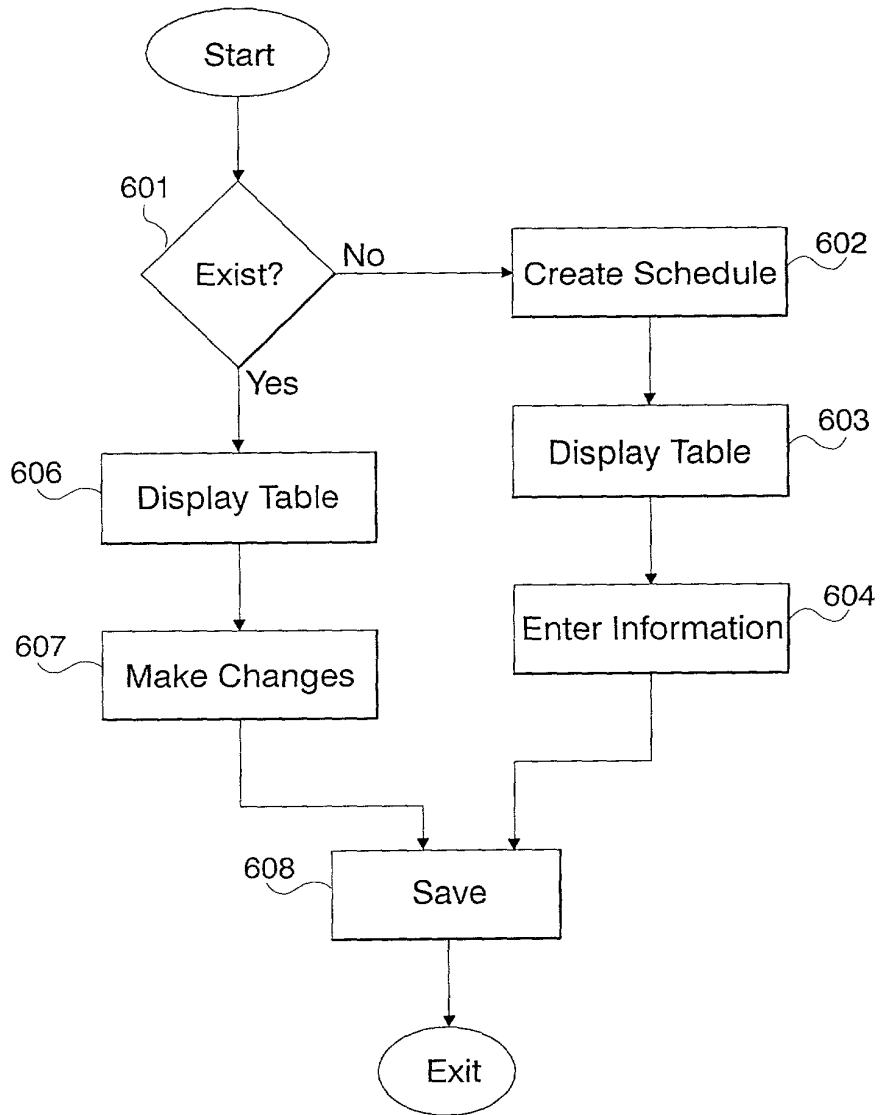 Start
601
Exist?
No
Create Schedule
602
Yes
Display Table
603
606
Display Table
Enter Information
604
607
Make Changes
608
Save
Exit